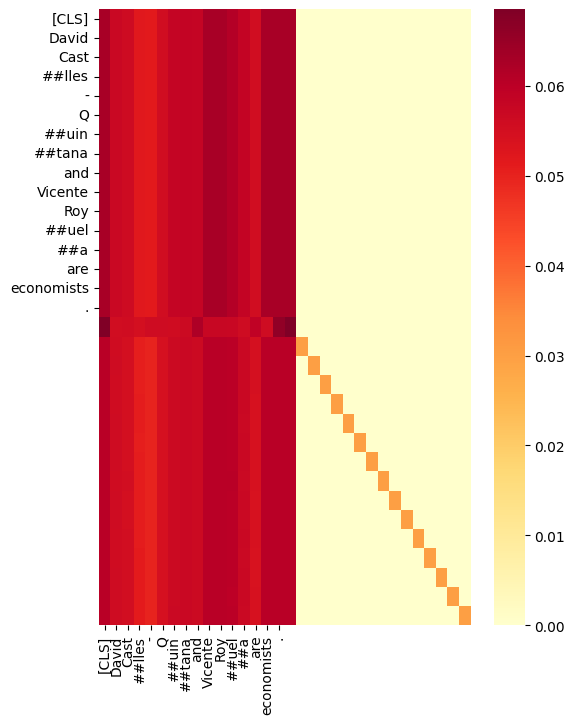 [CLS]
David
Cast
##lles
-
Q
##uin
##tana
and
Vicente
Roy
##uel
##a
are
economists
.
0.06
0.05
0.04
0.03
0.02
0.01
0.00
[CLS]
David
Cast
##lles
-
Q
##uin
##tana
and
Vicente
Roy
##uel
##a
are
economists
.